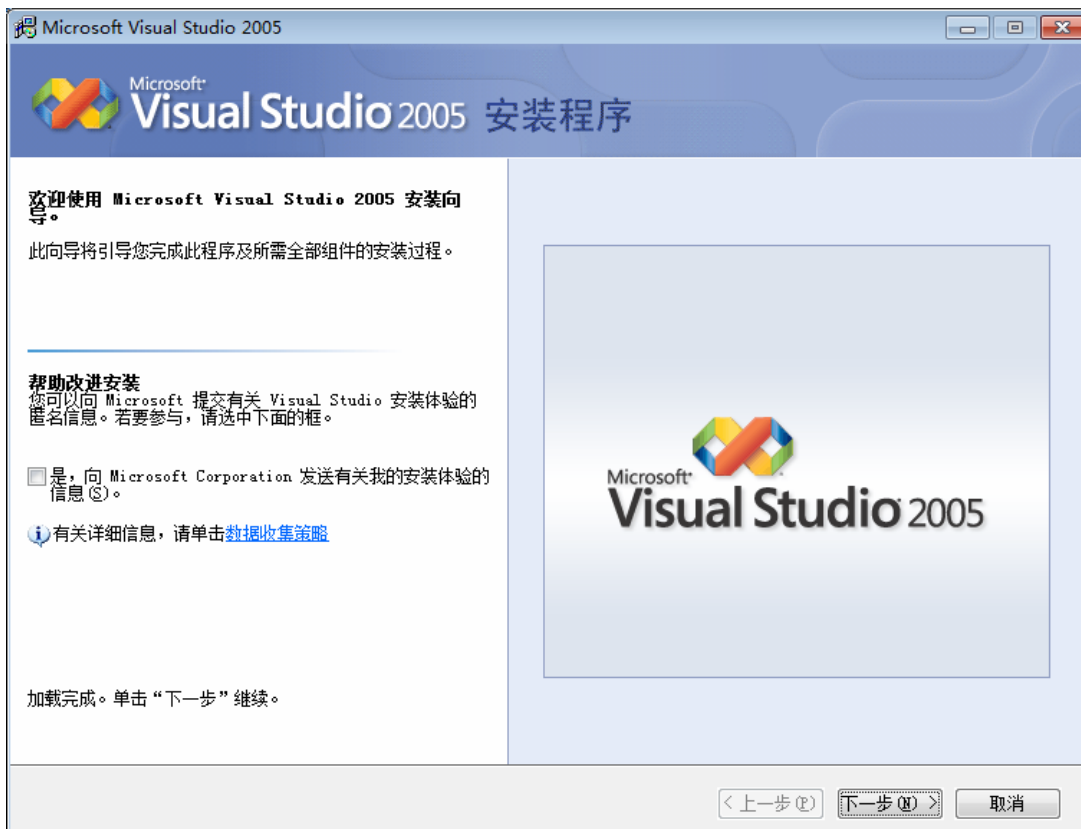 Microsoft Visual Studio 2005
Microsoft
Visual Studio 2005 安装程序
欢迎使用 Microsoft Visual Studio 2005 安装向
导。
此向导将引导您完成此程序及所需全部组件的安装过程。
帮助改进安装
您可以向 Microsoft 提交有关 Visual Studio 安装体验的
匿名信息。若要参与，请选中下面的框。
是，向 Microsoft Corporation 发送有关我的安装体验的
信息(S)。
有关详细信息，请单击数据收集策略
Microsoft
Visual Studio 2005
加载完成。单击“下一步”继续。
< 上一步(P)
下一步(N) >
取消